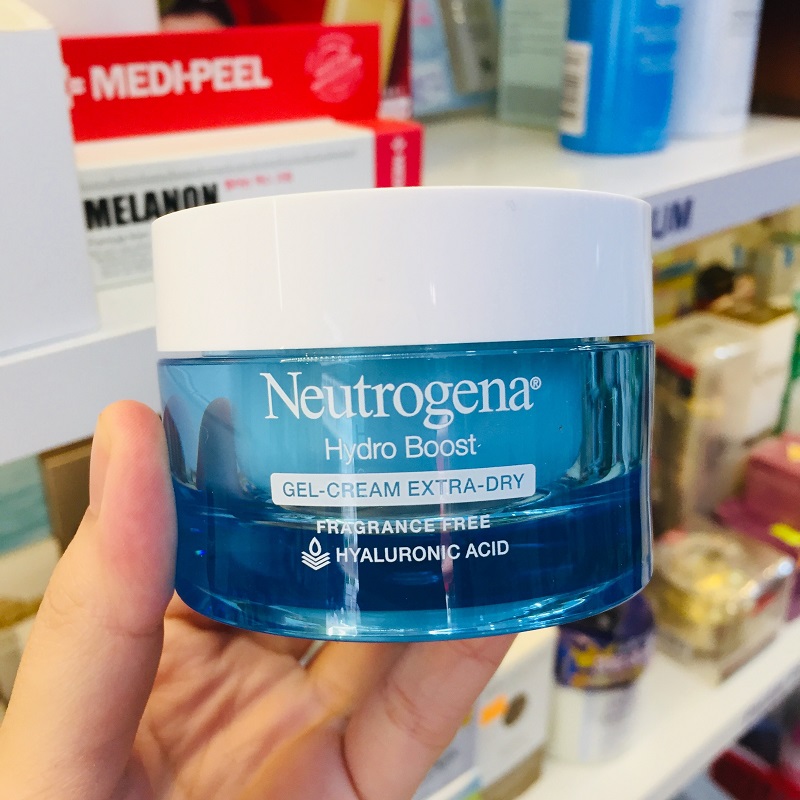 MEDI-PEEL
MELANON
Neutrogena®
Hydro Boost
GEL-CREAM EXTRA-DRY
FRAGRANCE FREE
HYALURONIC ACID